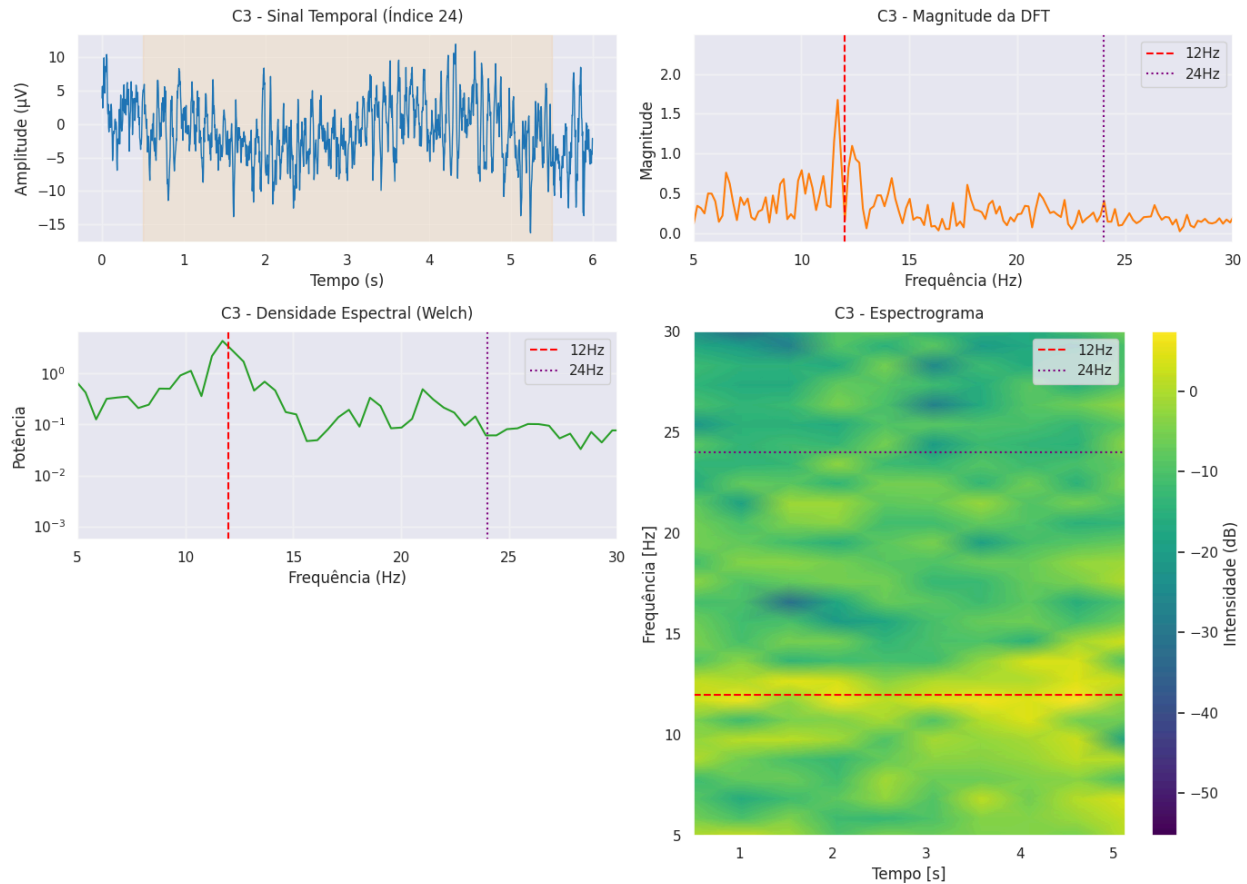 C3 - Sinal Temporal (Índice 24)
Amplitude (µV)
10
5
0
−5
−10
−15
0 1 2 3 4 5 6
Tempo (s)
C3 - Magnitude da DFT
Magnitude
2.0
1.5
1.0
0.5
0.0
12Hz
24Hz
5 10 15 20 25 30
Frequência (Hz)
C3 - Densidade Espectral (Welch)
Potência
10⁰
10⁻¹
10⁻²
10⁻³
12Hz
24Hz
5 10 15 20 25 30
Frequência (Hz)
C3 - Espectrograma
Frequência [Hz]
30
25
20
15
10
5
12Hz
24Hz
1 2 3 4 5
Tempo [s]
0
−10
−20
−30
−40
−50
Intensidade (dB)